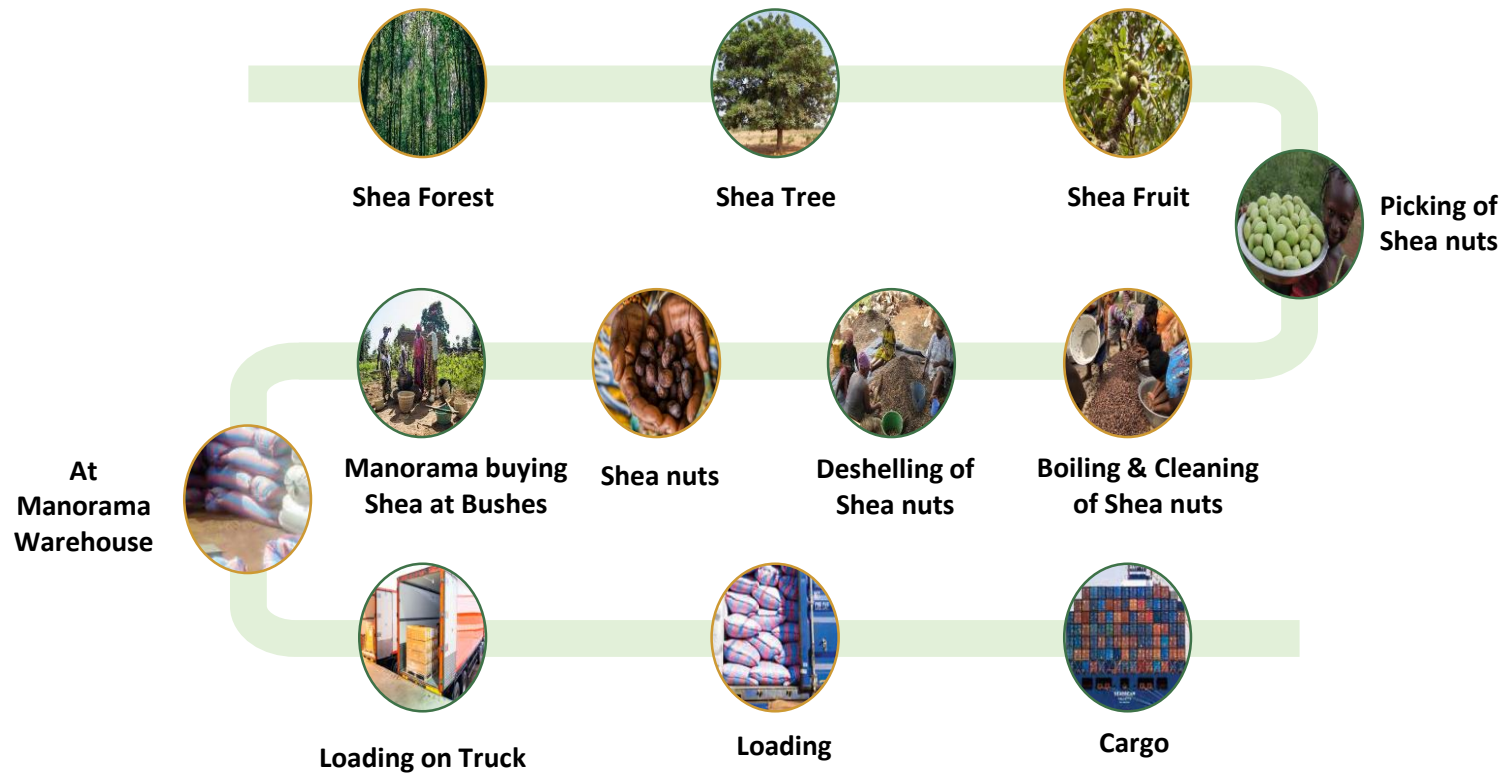 Shea Forest
Shea Tree
Shea Fruit
Picking of
Shea nuts
Boiling & Cleaning
of Shea nuts
Deshelling of
Shea nuts
Shea nuts
Manorama buying
Shea at Bushes
At
Manorama
Warehouse
Loading on Truck
Loading
Cargo